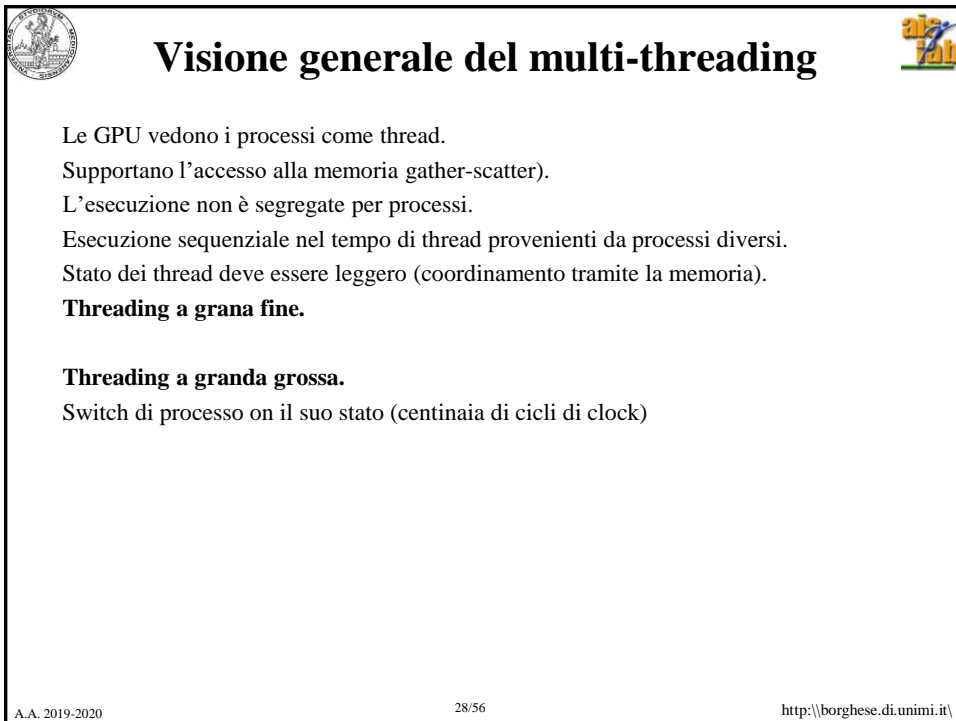 Visione generale del multi-threading
Le GPU vedono i processi come thread.
Supportano l'accesso alla memoria gather-scatter).
L'esecuzione non è segregate per processi.
Esecuzione sequenziale nel tempo di thread provenienti da processi diversi.
Stato dei thread deve essere leggero (coordinamento tramite la memoria).
Threading a grana fine.
Threading a granda grossa.
Switch di processo on il suo stato (centinaia di cicli di clock)
A.A. 2019-2020
28/56
http:\\borghese.di.unimi.it\